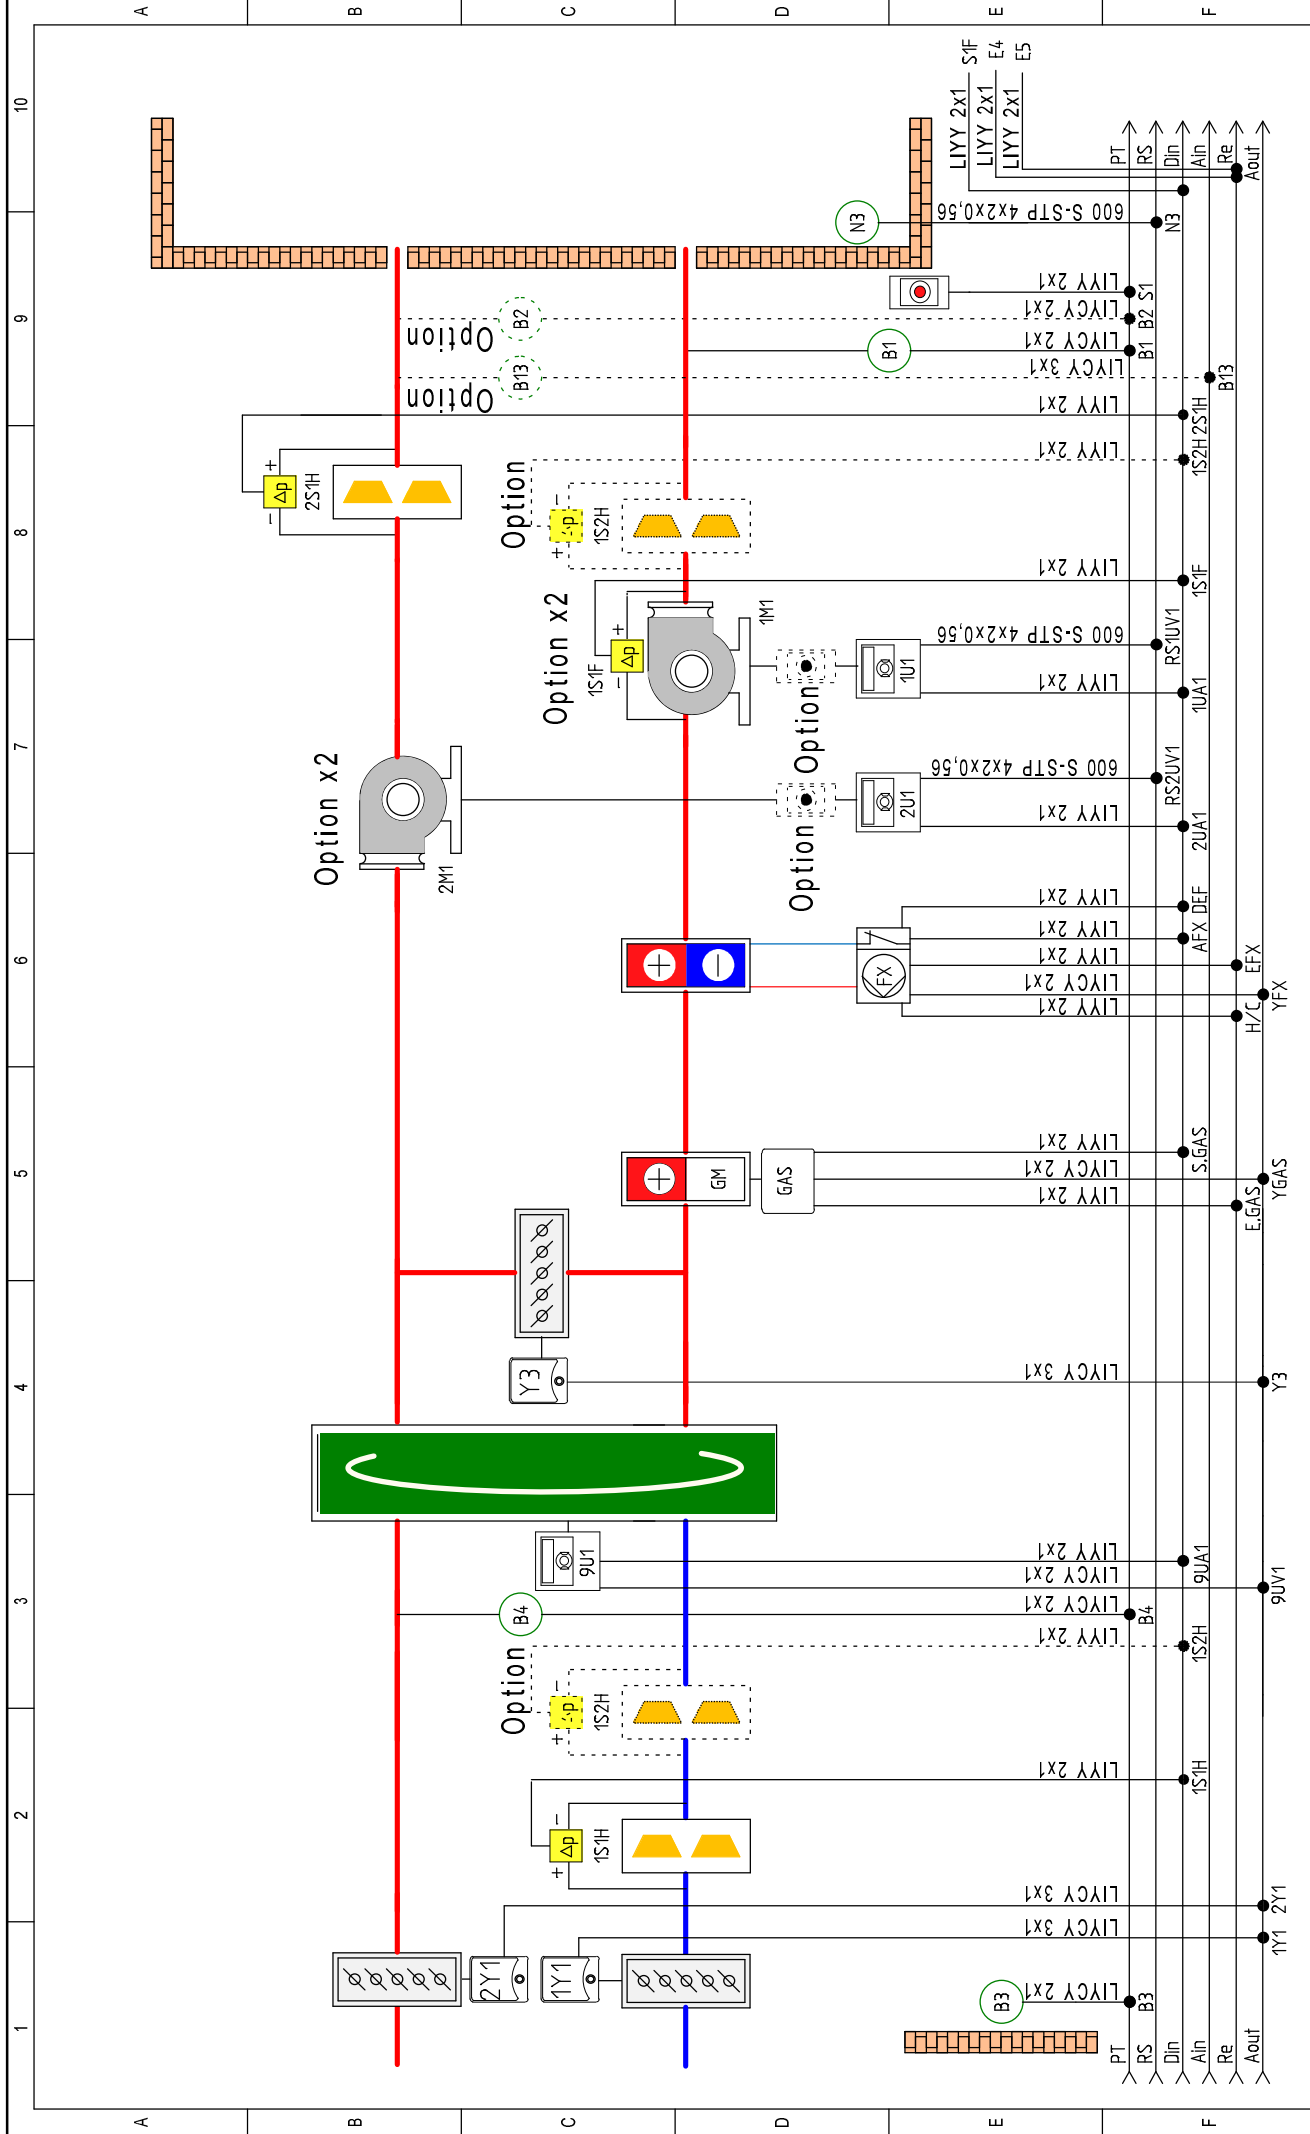 A
B
C
D
E
F
1
2
3
4
5
6
7
8
9
10
Option x2
2M1
2S1H
Δp
+
-
Option
B13
Option
B2
2Y1
1Y1
Δp
+
-
1S1H
Option
Δp
+
-
1S2H
B4
9U1
Y3
GM
GAS
FX
Option x2
1S1F
Δp
-
+
1M1
Option
Option
2U1
1U1
Option
Δp
+
-
1S2H
B1
N3
B3
LIYCY 2x1
LIYCY 3x1
LIYCY 3x1
LIYY 2x1
LIYY 2x1
LIYCY 2x1
LIYCY 2x1
LIYY 2x1
LIYCY 3x1
LIYY 2x1
LIYCY 2x1
LIYY 2x1
LIYY 2x1
LIYCY 2x1
LIYY 2x1
LIYY 2x1
LIYY 2x1
LIYY 2x1
600 S-STP 4x2x0,56
LIYY 2x1
600 S-STP 4x2x0,56
LIYY 2x1
LIYY 2x1
LIYY 2x1
LIYCY 3x1
LIYCY 2x1
LIYCY 2x1
LIYY 2x1
600 S-STP 4x2x0,56
LIYY 2x1 S1F
LIYY 2x1 E4
LIYY 2x1 E5
PT
RS
Din
Ain
Re
Aout
B3
1Y1
2Y1
1S1H
1S2H
B4
9UV1
9UA1
Y3
E.GAS
YGAS
S.GAS
H/C
YFX
EFX
AFX
DEF
2UA1
RS2UV1
1UA1
RS1UV1
1S1F
1S2H
2S1H
B13
B1
B2
S1
N3
PT
RS
Din
Ain
Re
Aout
A
B
C
D
E
F